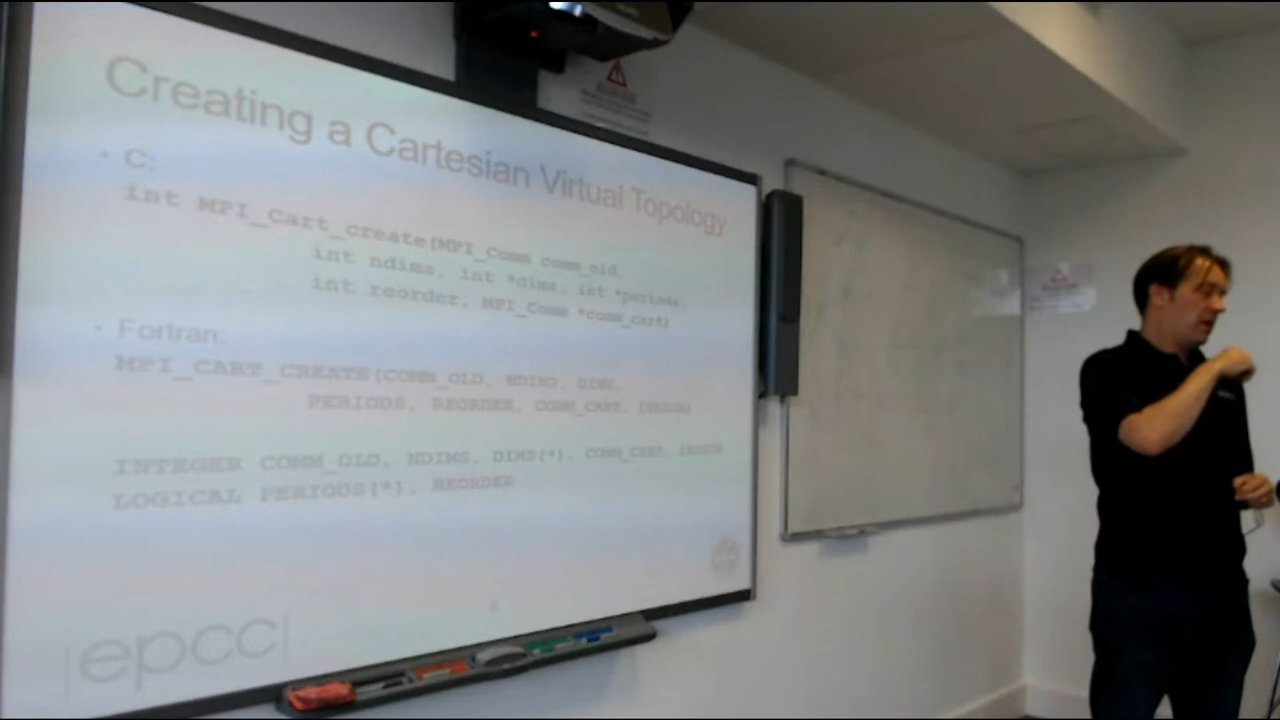 Creating a Cartesian Virtual Topology
• C:
int MPI_Cart_create(MPI_Comm comm_old,
int ndims, int *dims, int *periods,
int reorder, MPI_Comm *comm_cart)
• Fortran:
MPI_CART_CREATE(COMM_OLD, NDIMS, DIMS,
PERIODS, REORDER, COMM_CART, IERROR)
INTEGER COMM_OLD, NDIMS, DIMS(*), COMM_CART, IERROR
LOGICAL PERIODS(*), REORDER
|epcc|